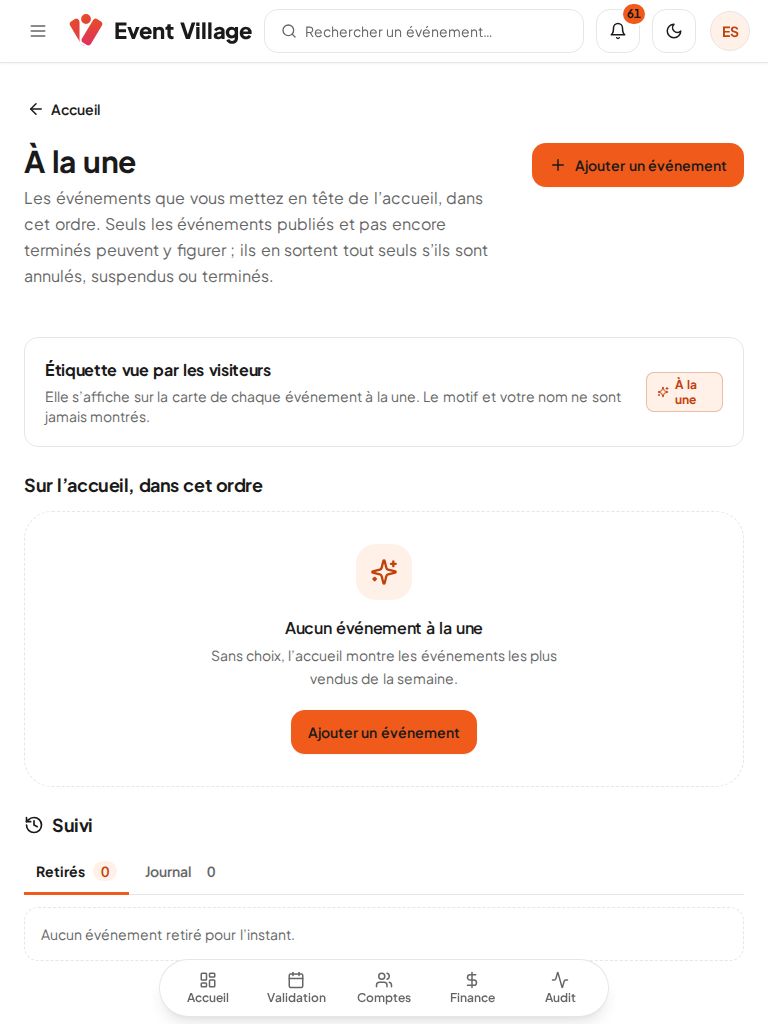 Event Village
Rechercher un événement...
61
ES
Accueil
À la une
Ajouter un événement
Les événements que vous mettez en tête de l’accueil, dans
cet ordre. Seuls les événements publiés et pas encore
terminés peuvent y figurer ; ils en sortent tout seuls s’ils sont
annulés, suspendus ou terminés.
Étiquette vue par les visiteurs
Elle s’affiche sur la carte de chaque événement à la une. Le motif et votre nom ne sont
jamais montrés.
À la
une
Sur l’accueil, dans cet ordre
Aucun événement à la une
Sans choix, l’accueil montre les événements les plus
vendus de la semaine.
Ajouter un événement
Suivi
Retirés 0 Journal 0
Aucun événement retiré pour l’instant.
Accueil Validation Comptes Finance Audit